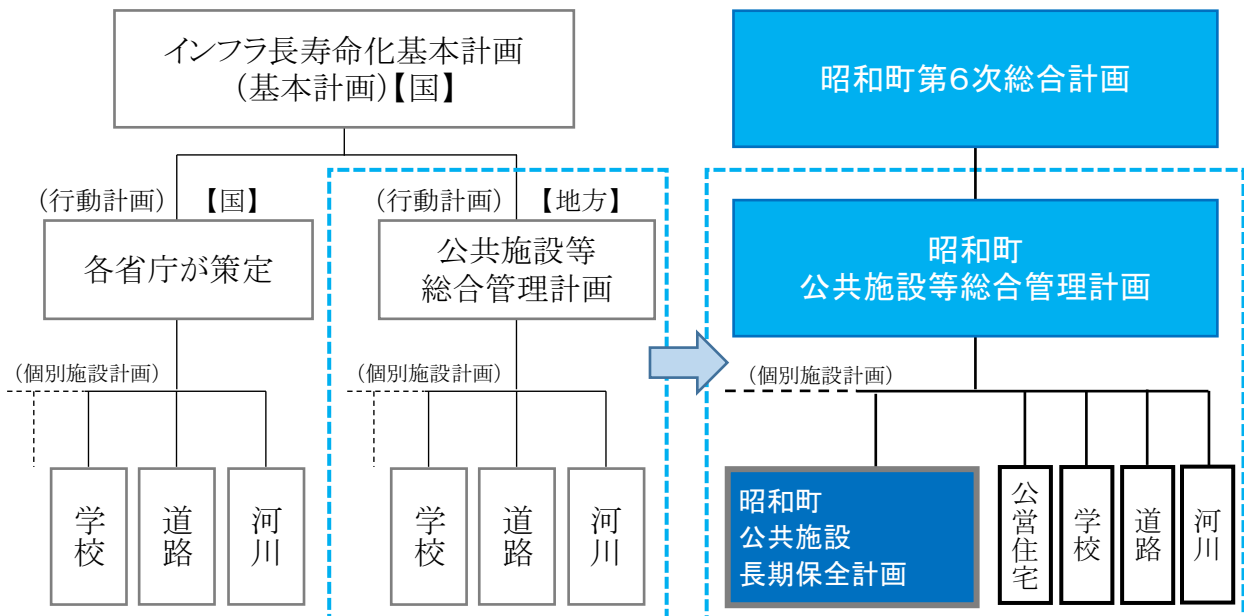 インフラ長寿命化基本計画
(基本計画)【国】
昭和町第６次総合計画
(行動計画) 【国】
(行動計画) 【地方】
各省庁が策定
公共施設等
総合管理計画
昭和町
公共施設等総合管理計画
(個別施設計画)
(個別施設計画)
(個別施設計画)
学校
道路
河川
学校
道路
河川
昭和町
公共施設
長期保全計画
公営住宅
学校
道路
河川